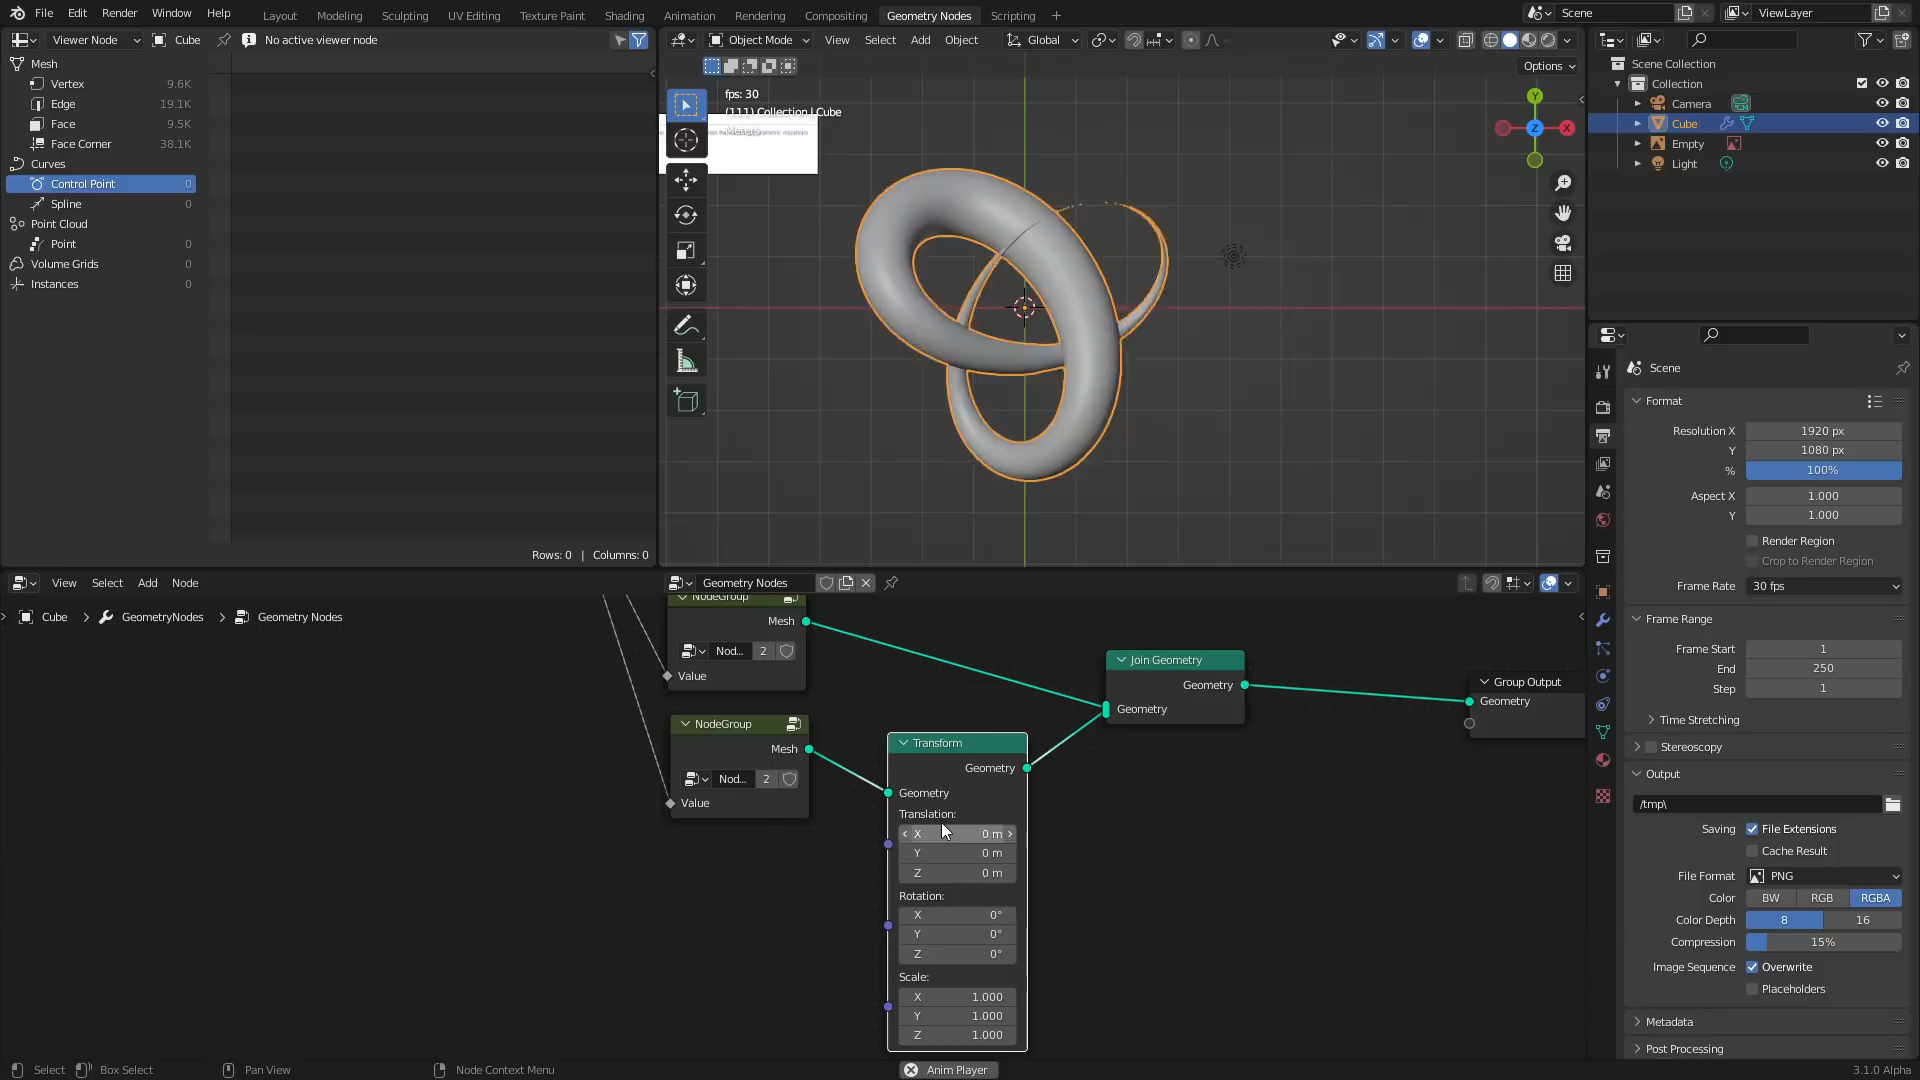 File Edit Render Window Help Layout Modeling Sculpting UV Editing Texture Paint Shading Animation Rendering Compositing Geometry Nodes Scripting + Scene ViewLayer
Viewer Node Cube No active viewer node
Object Mode View Select Add Object Global
Options
Mesh
Vertex 9.6K
Edge 19.1K
Face 9.5K
Face Corner 38.1K
Curves
Control Point 0
Spline 0
Point Cloud
Point 0
Volume Grids 0
Instances 0
Rows: 0 | Columns: 0
fps: 30
(111) Collection | Cube
Meters
Y
X
Z
Scene Collection
Collection
Camera
Cube
Empty
Light
Scene
Format
Resolution X 1920 px
Y 1080 px
% 100%
Aspect X 1.000
Y 1.000
Render Region
Crop to Render Region
Frame Rate 30 fps
Frame Range
Frame Start 1
End 250
Step 1
Time Stretching
Stereoscopy
Output
/tmp\
Saving File Extensions
Cache Result
File Format PNG
Color BW RGB RGBA
Color Depth 8 16
Compression 15%
Image Sequence Overwrite
Placeholders
Metadata
Post Processing
View Select Add Node Geometry Nodes
Cube GeometryNodes Geometry Nodes
NodeGroup
Mesh
Nod... 2
Value
NodeGroup
Mesh
Nod... 2
Value
Transform
Geometry
Geometry
Translation:
X 0 m
Y 0 m
Z 0 m
Rotation:
X 0°
Y 0°
Z 0°
Scale:
X 1.000
Y 1.000
Z 1.000
Join Geometry
Geometry
Geometry
Group Output
Geometry
Select Box Select Pan View Node Context Menu Anim Player 3.1.0 Alpha